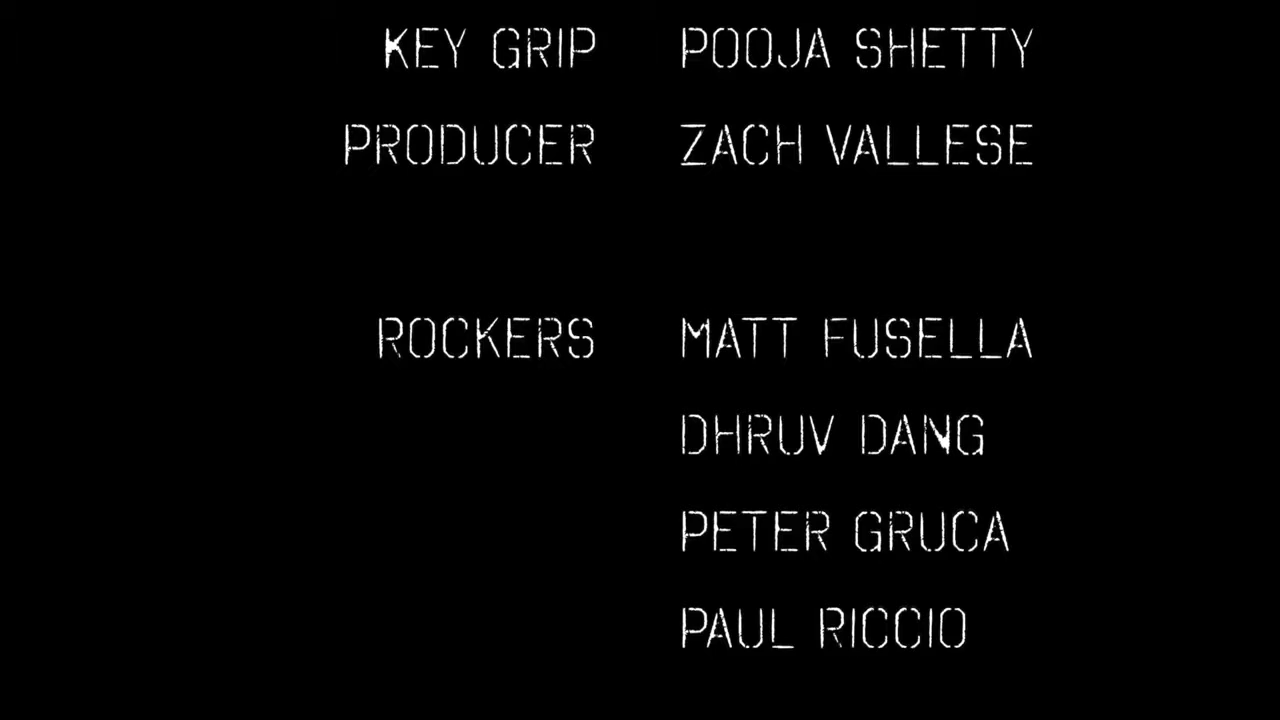 KEY GRIP POOJA SHETTY
PRODUCER ZACH VALLESE
ROCKERS MATT FUSELLA
DHRUV DANG
PETER GRUCA
PAUL RICCIO